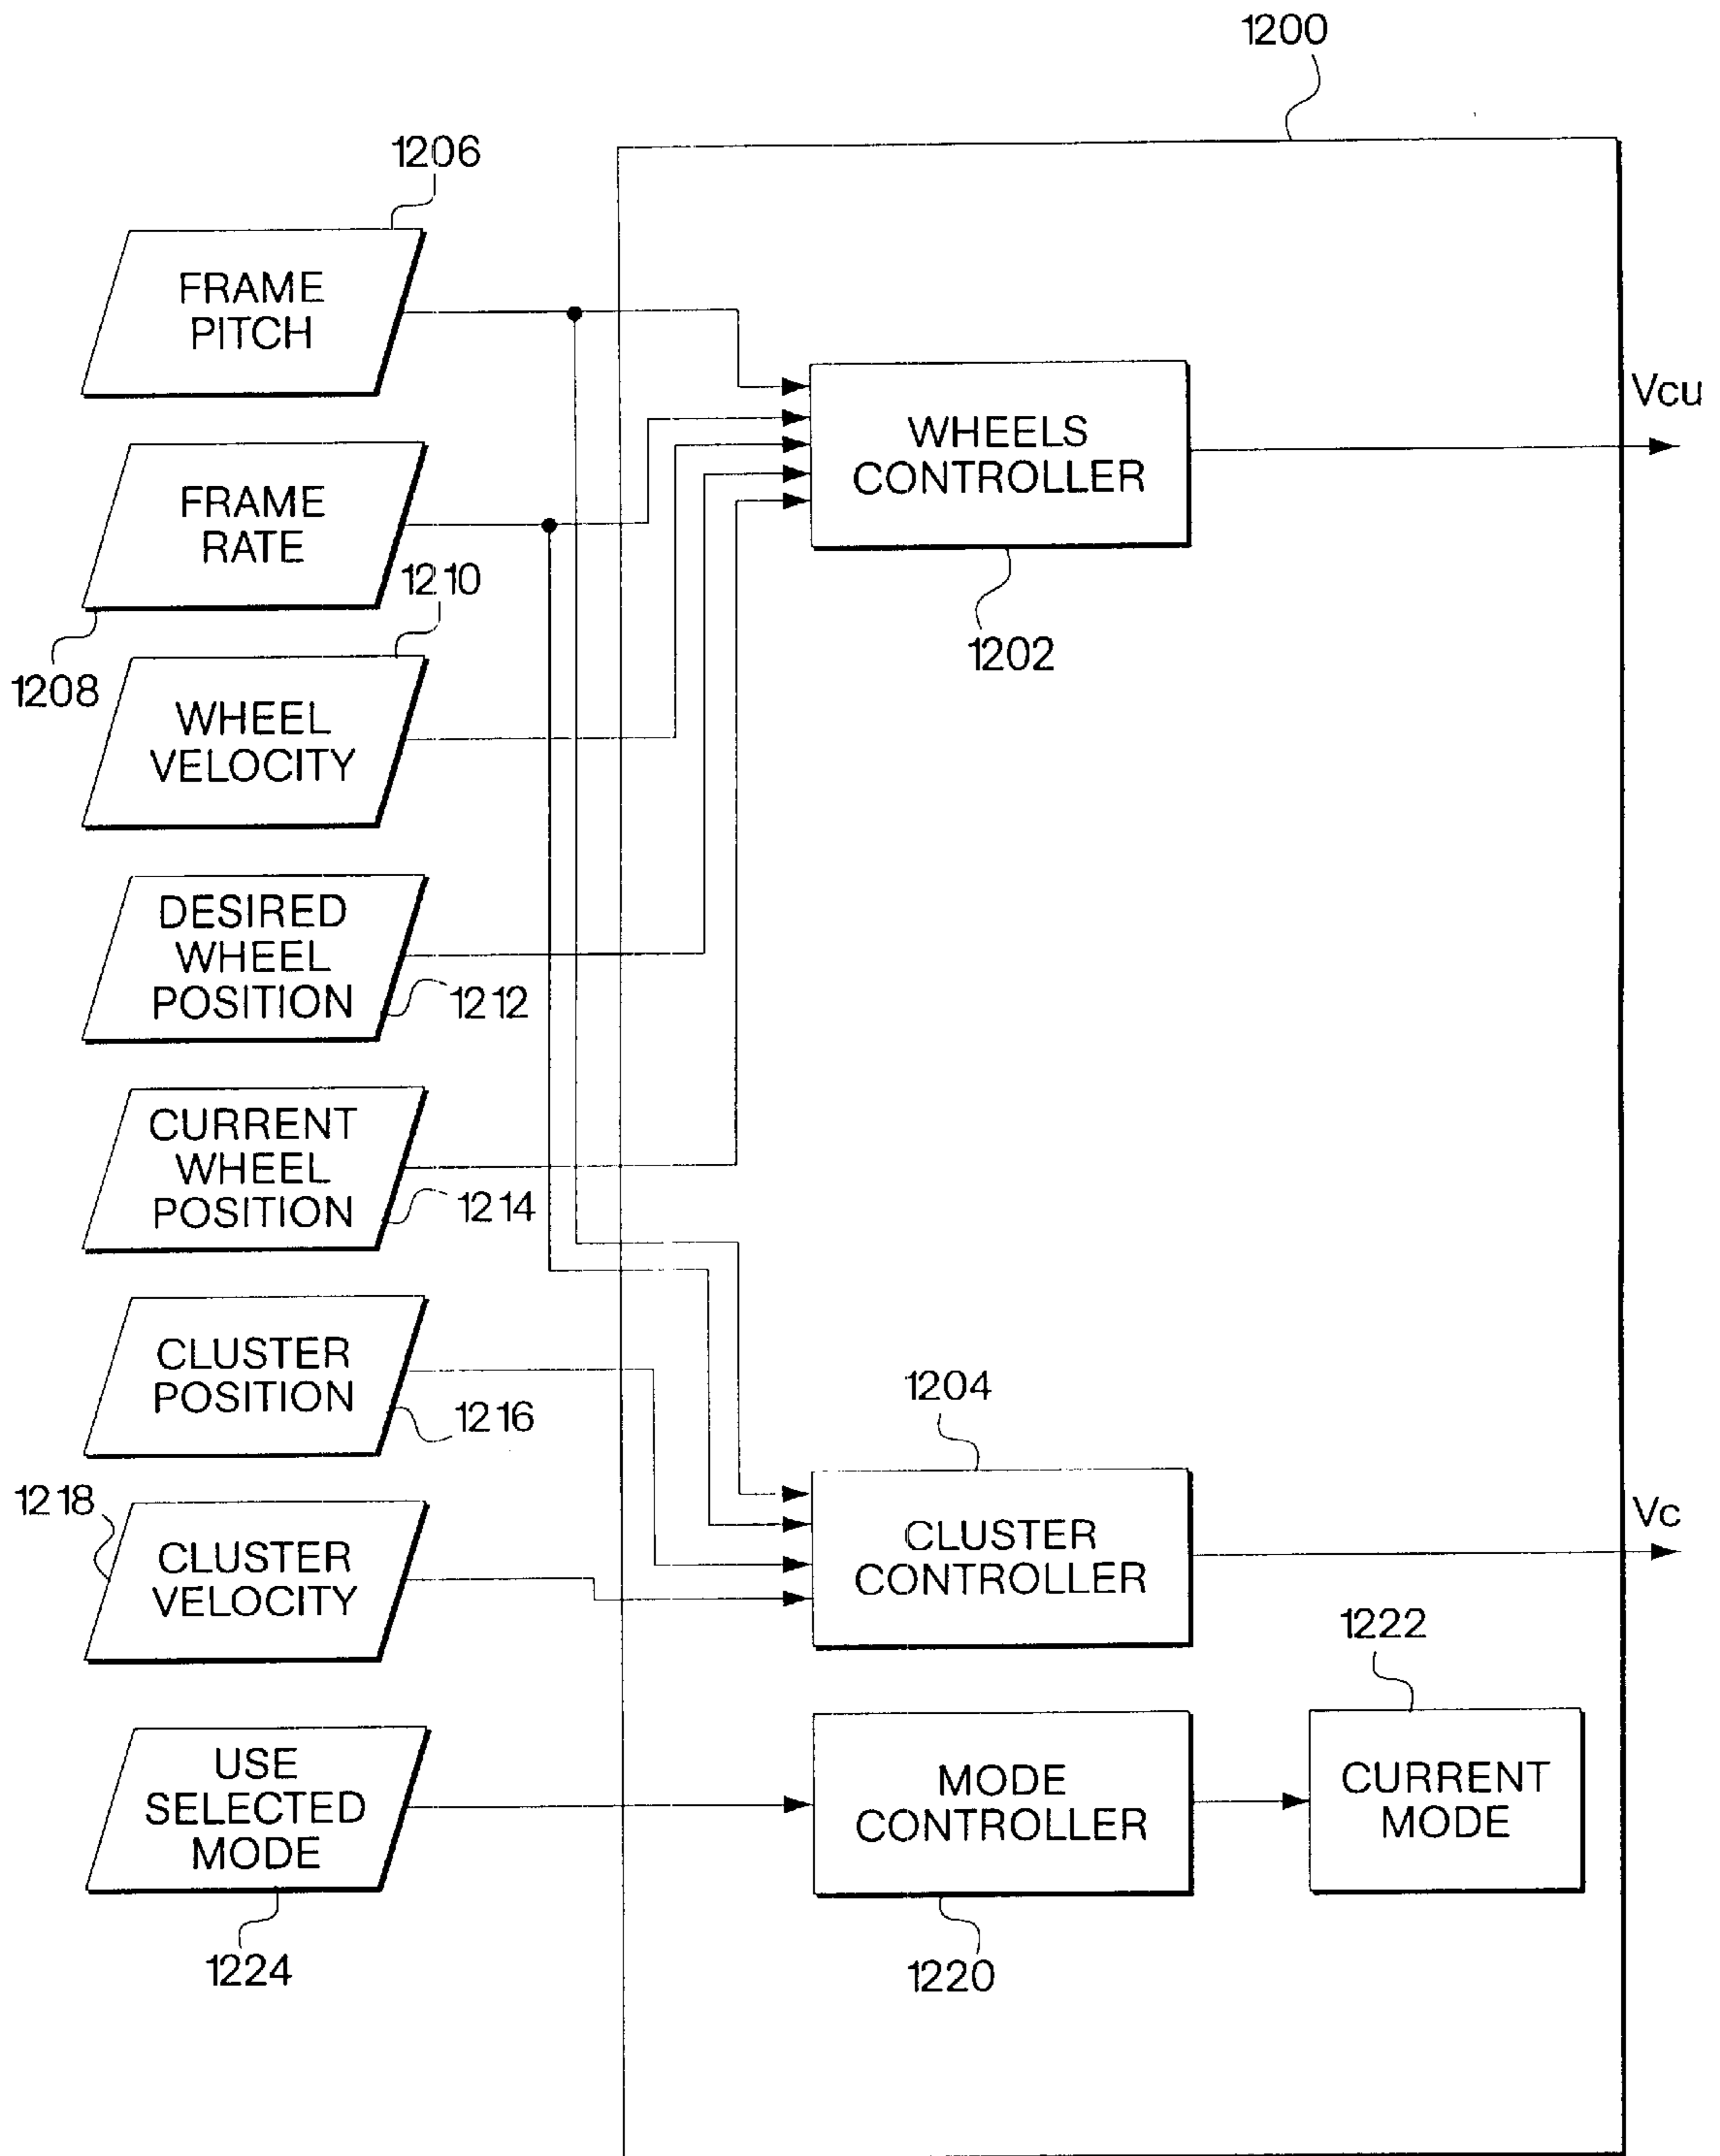 1200
1206
FRAME
PITCH
Vcu
WHEELS
CONTROLLER
FRAME
RATE
1210
1202
1208
WHEEL
VELOCITY
DESIRED
WHEEL
POSITION
1212
CURRENT
WHEEL
POSITION
1214
CLUSTER
POSITION
1216
1204
1218
Vc
CLUSTER
CONTROLLER
CLUSTER
VELOCITY
1222
USE
SELECTED
MODE
MODE
CONTROLLER
CURRENT
MODE
1224
1220